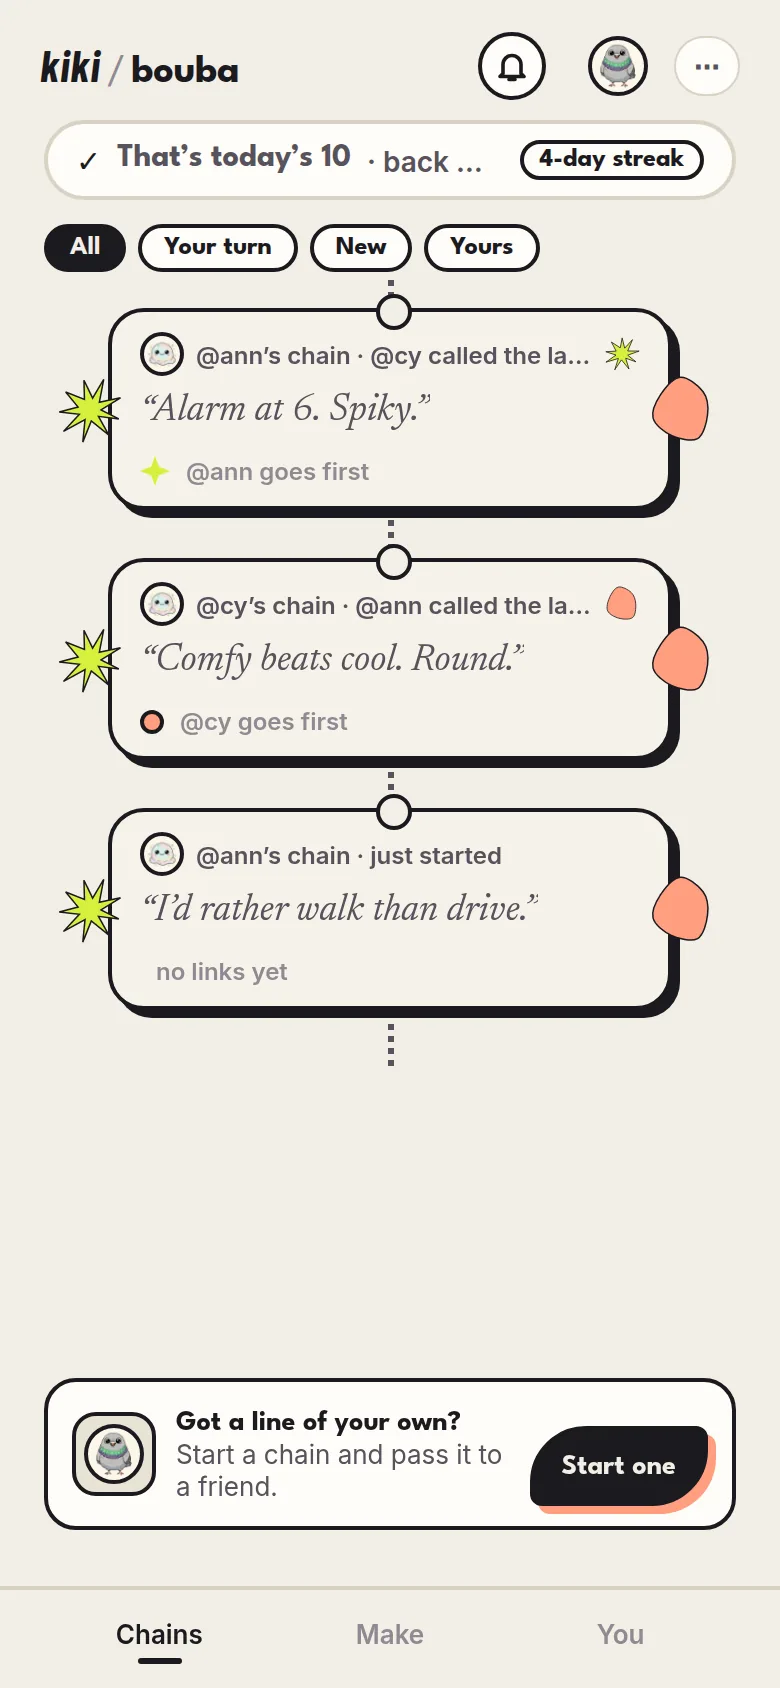 kiki / bouba
✓ That’s today’s 10 · back ... 4-day streak
All Your turn New Yours
@ann’s chain · @cy called the la...
“Alarm at 6. Spiky.”
@ann goes first
@cy’s chain · @ann called the la...
“Comfy beats cool. Round.”
@cy goes first
@ann’s chain · just started
“I’d rather walk than drive.”
no links yet
Got a line of your own?
Start a chain and pass it to
a friend.
Start one
Chains Make You